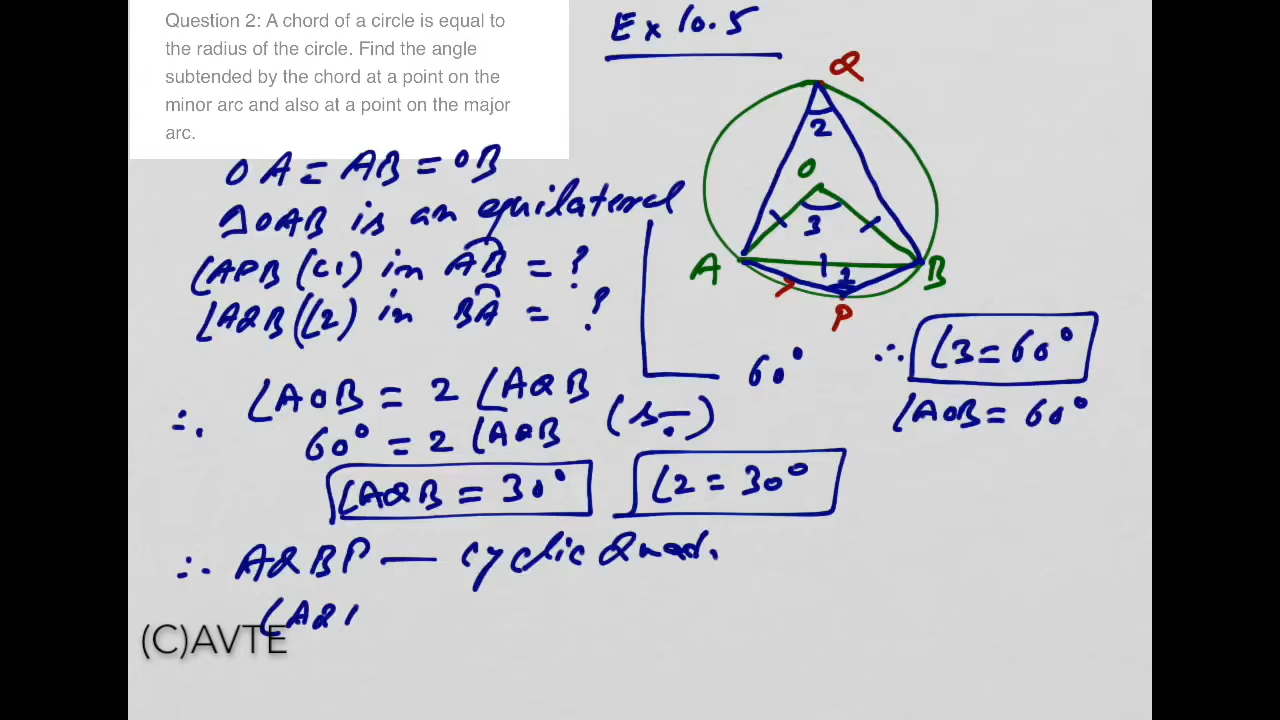 Question 2: A chord of a circle is equal to
the radius of the circle. Find the angle
subtended by the chord at a point on the
minor arc and also at a point on the major
arc.
Ex 10.5
Q
2
O
3
A
1
B
P
OA = AB = OB
△OAB is an equilateral
∠APB (∠1) in AB = ?
∠AQB (∠2) in BA = ?
60°
∴ ∠3 = 60°
∠AOB = 60°
∴ ∠AOB = 2 ∠AQB
60° = 2 ∠AQB
∠AQB = 30°
∠2 = 30°
∴ AQBP — cyclic Quad.
∠AQ
(C)AVTE